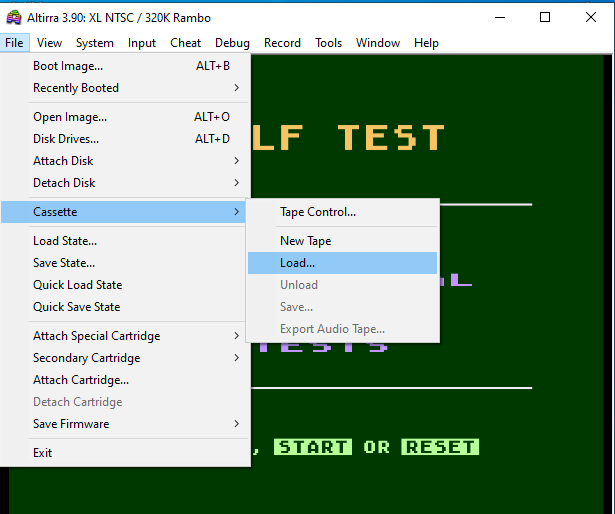 Altirra 3.90: XL NTSC / 320K Rambo
File View System Input Cheat Debug Record Tools Window Help
Boot Image... ALT+B
Recently Booted
Open Image... ALT+O
Disk Drives... ALT+D
Attach Disk
Detach Disk
Cassette
Load State...
Save State...
Quick Load State
Quick Save State
Attach Special Cartridge
Secondary Cartridge
Attach Cartridge...
Detach Cartridge
Save Firmware
Exit
Tape Control...
New Tape
Load...
Unload
Save...
Export Audio Tape...
LF TEST
L
TESTS
, START OR RESET